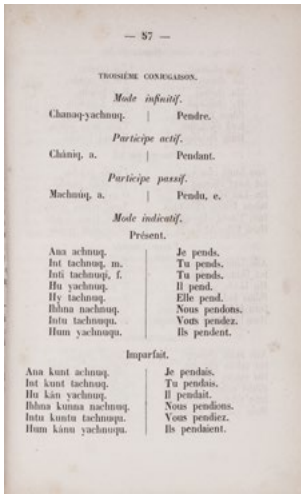 — 57 —
TROISIÈME CONJUGAISON.
Mode infinitif.
Chanaq-yachnuq. | Pendre.
Participe actif.
Chániq, a. | Pendant.
Participe passif.
Machnúq, a. | Pendu, e.
Mode indicatif.
Présent.
Ana achnuq. Je pends.
Int tachnuq, m. Tu pends.
Inti tachnuqi, f. Tu pends.
Hu yachnuq. Il pend.
Hy tachnuq. Elle pend.
Ihhna nachnuq. Nous pendons.
Intu tachnuqu. Vous pendez.
Hum yachnuqu. Ils pendent.
Imparfait.
Ana kunt achnuq. Je pendais.
Int kunt tachnuq. Tu pendais.
Hu kán yachnuq. Il pendait.
Ihhna kunna nachnuq. Nous pendions.
Intu kuntu tachnuqu. Vous pendiez.
Hum kánu yachnuqu. Ils pendaient.